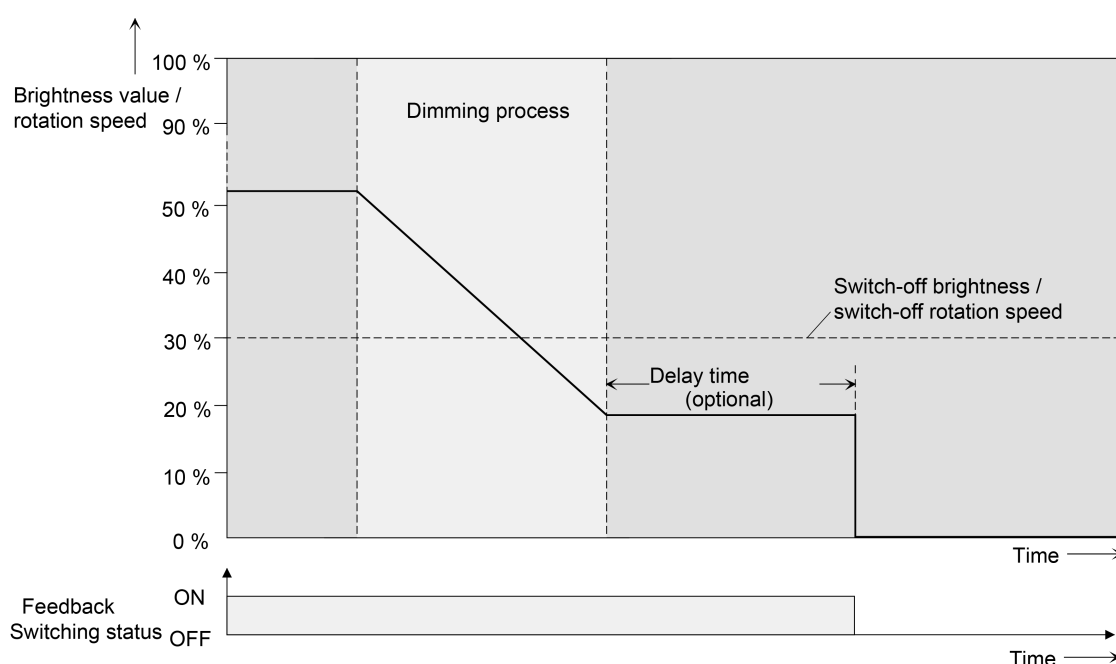 100 %
Brightness value /
rotation speed
90 %
Dimming process
50 %
40 %
Switch-off brightness /
switch-off rotation speed
30 %
Delay time
(optional)
20 %
10 %
0 %
Time
Feedback
Switching status
ON
OFF
Time